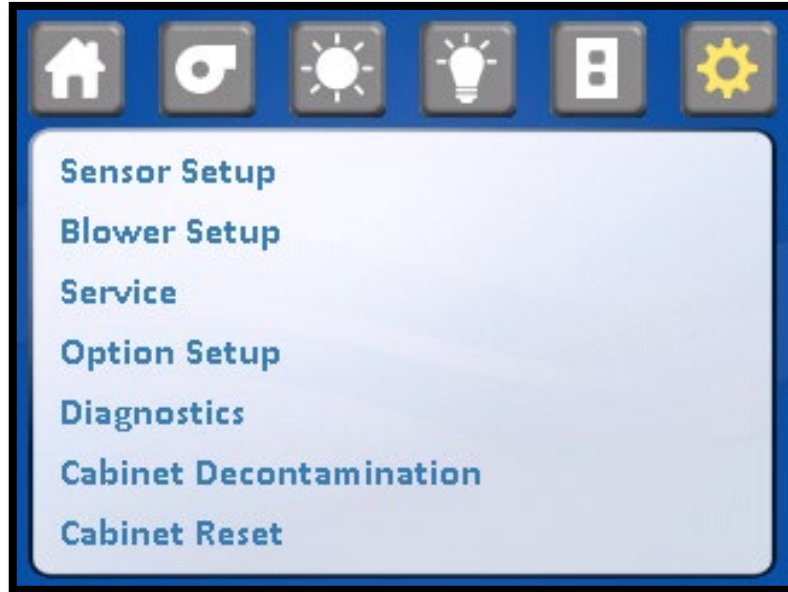 Sensor Setup
Blower Setup
Service
Option Setup
Diagnostics
Cabinet Decontamination
Cabinet Reset